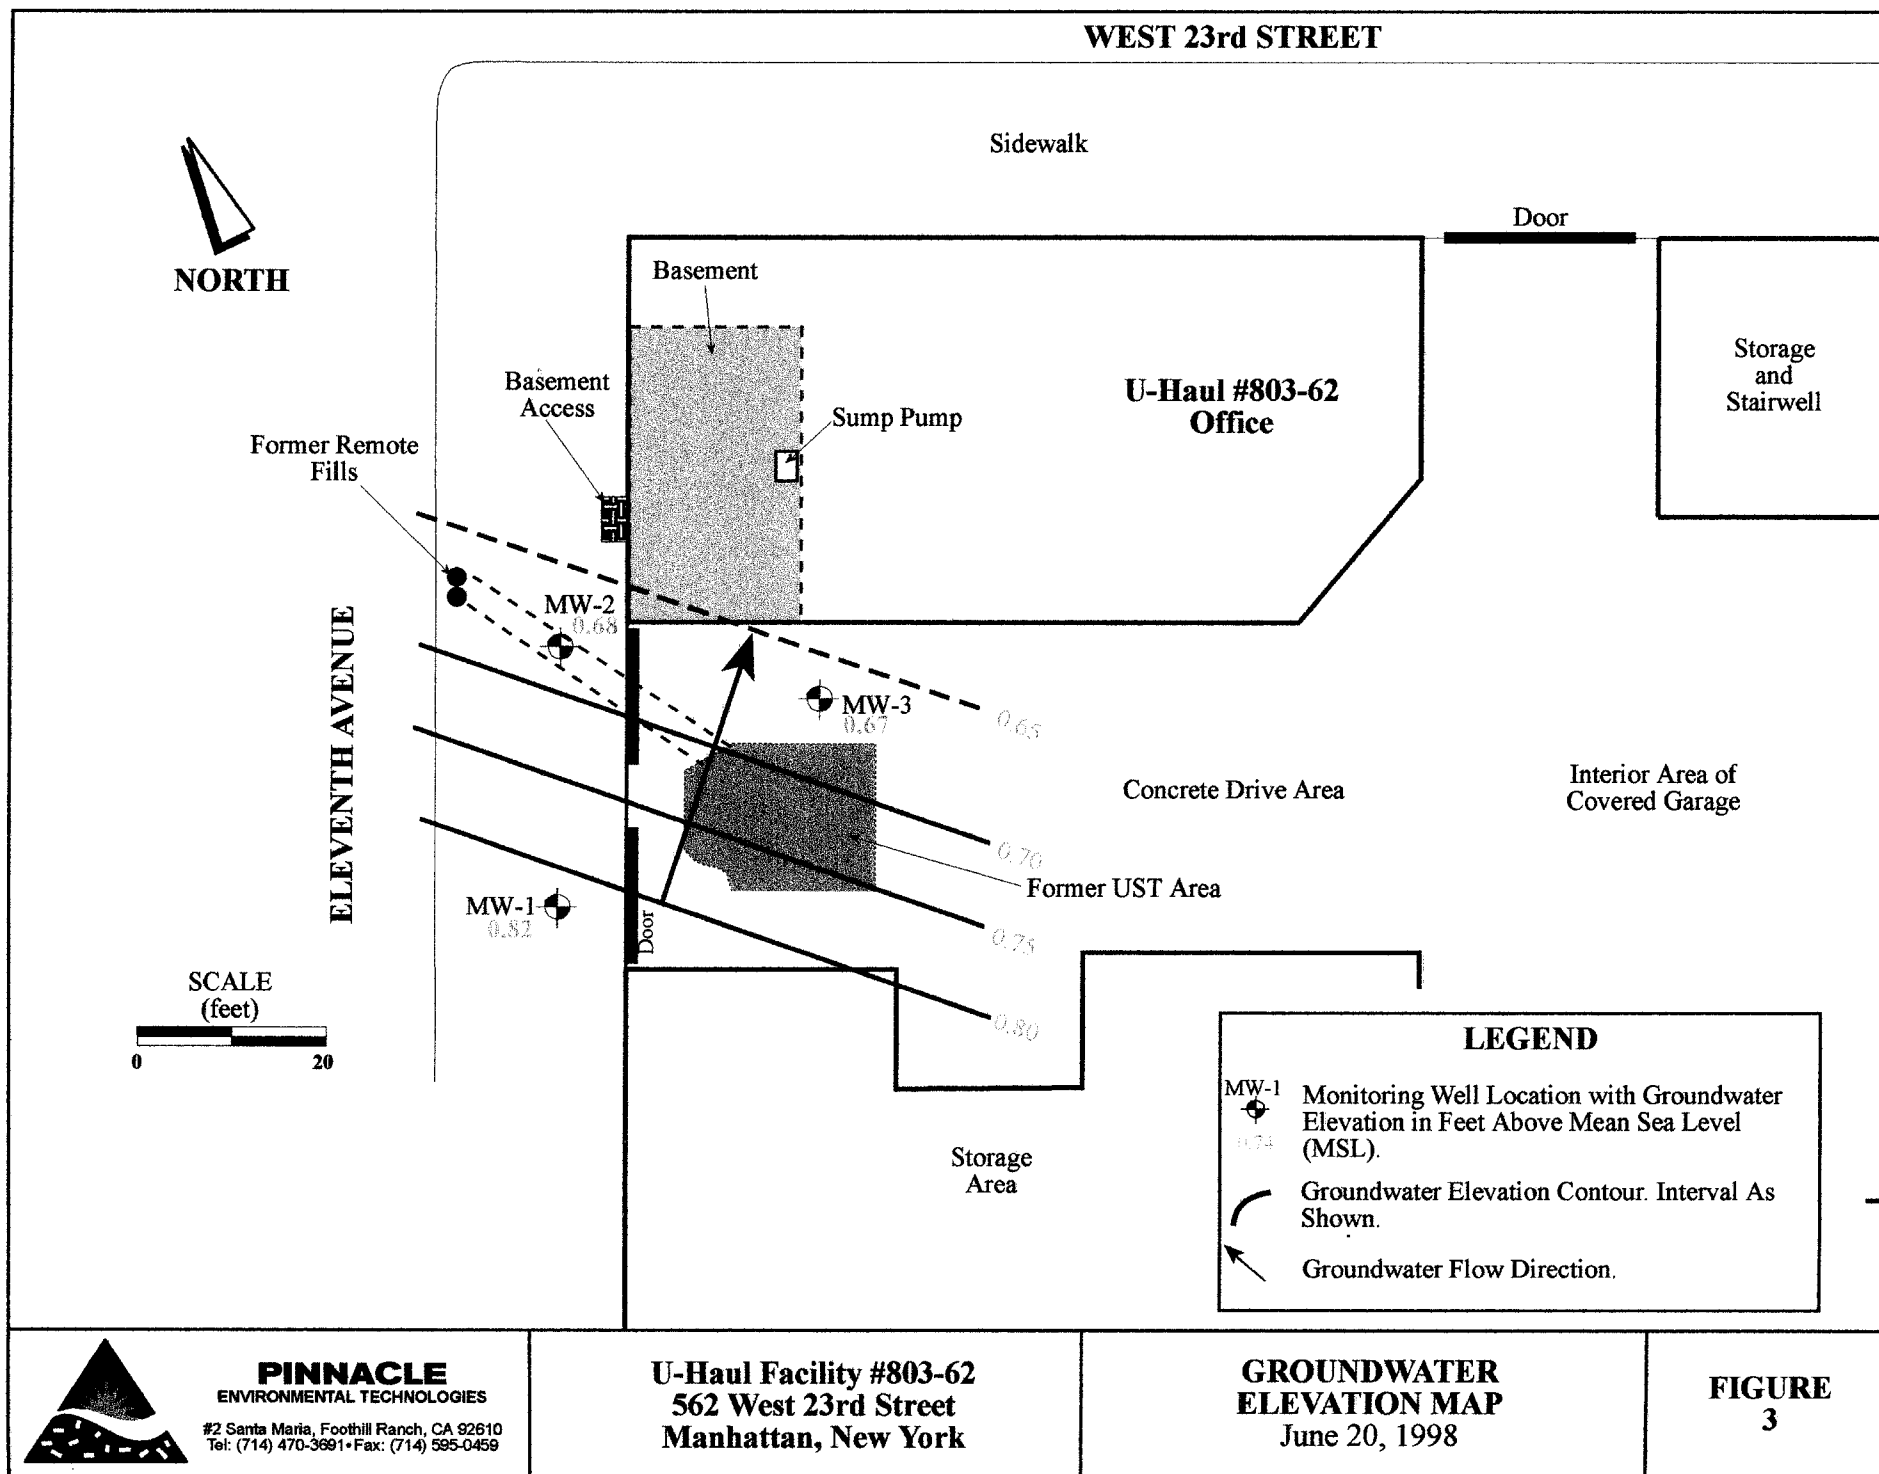 WEST 23rd STREET
Sidewalk
NORTH
Door
Basement
Storage
and
Stairwell
Basement
Access
U-Haul #803-62
Office
Sump Pump
Former Remote
Fills
MW-2
0.68
ELEVENTH AVENUE
MW-3
0.67
0.65
Concrete Drive Area
Interior Area of
Covered Garage
0.70
Former UST Area
MW-1
0.82
Door
0.75
0.80
SCALE
(feet)
0 20
LEGEND
MW-1
0.74
Monitoring Well Location with Groundwater
Elevation in Feet Above Mean Sea Level
(MSL).
Groundwater Elevation Contour. Interval As
Shown.
Groundwater Flow Direction.
Storage
Area
PINNACLE
ENVIRONMENTAL TECHNOLOGIES
#2 Santa Maria, Foothill Ranch, CA 92610
Tel: (714) 470-3691•Fax: (714) 595-0459
U-Haul Facility #803-62
562 West 23rd Street
Manhattan, New York
GROUNDWATER
ELEVATION MAP
June 20, 1998
FIGURE
3